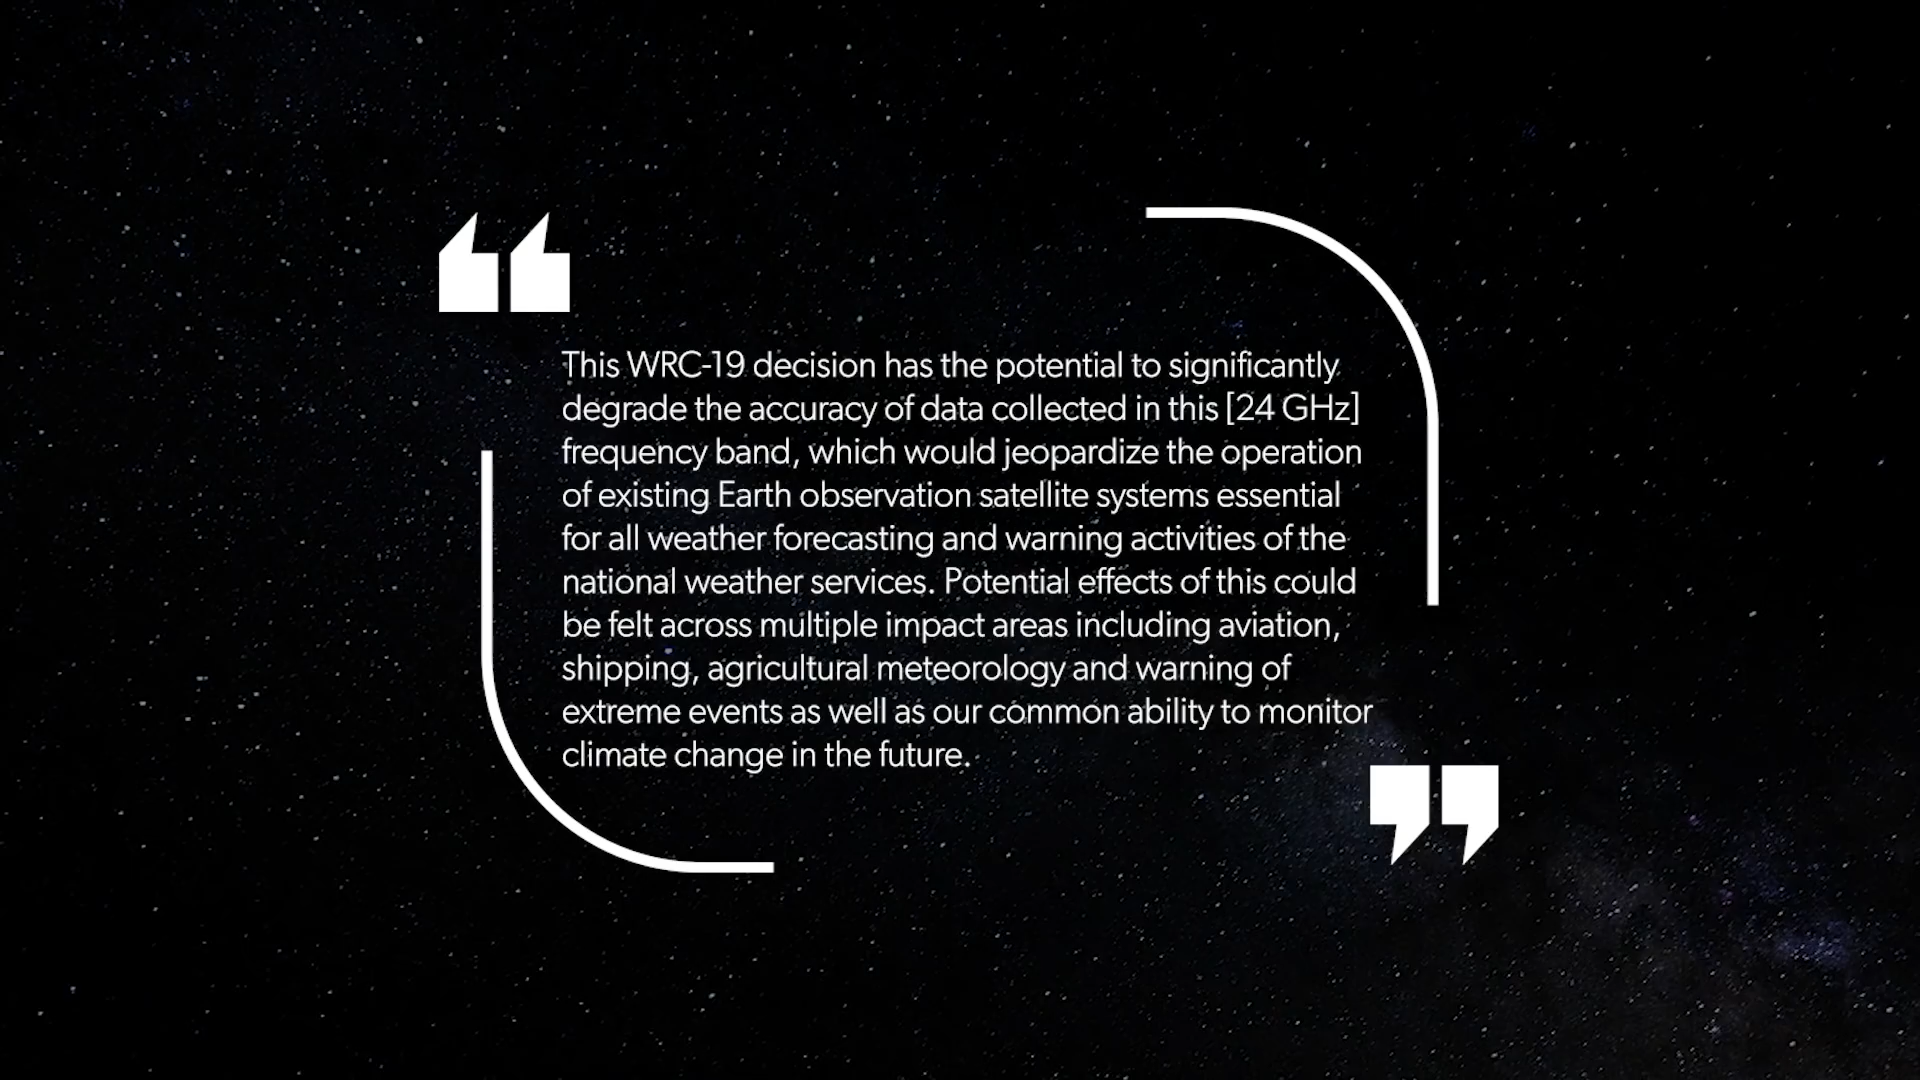 This WRC-19 decision has the potential to significantly
degrade the accuracy of data collected in this [24 GHz]
frequency band, which would jeopardize the operation
of existing Earth observation satellite systems essential
for all weather forecasting and warning activities of the
national weather services. Potential effects of this could
be felt across multiple impact areas including aviation,
shipping, agricultural meteorology and warning of
extreme events as well as our common ability to monitor
climate change in the future.